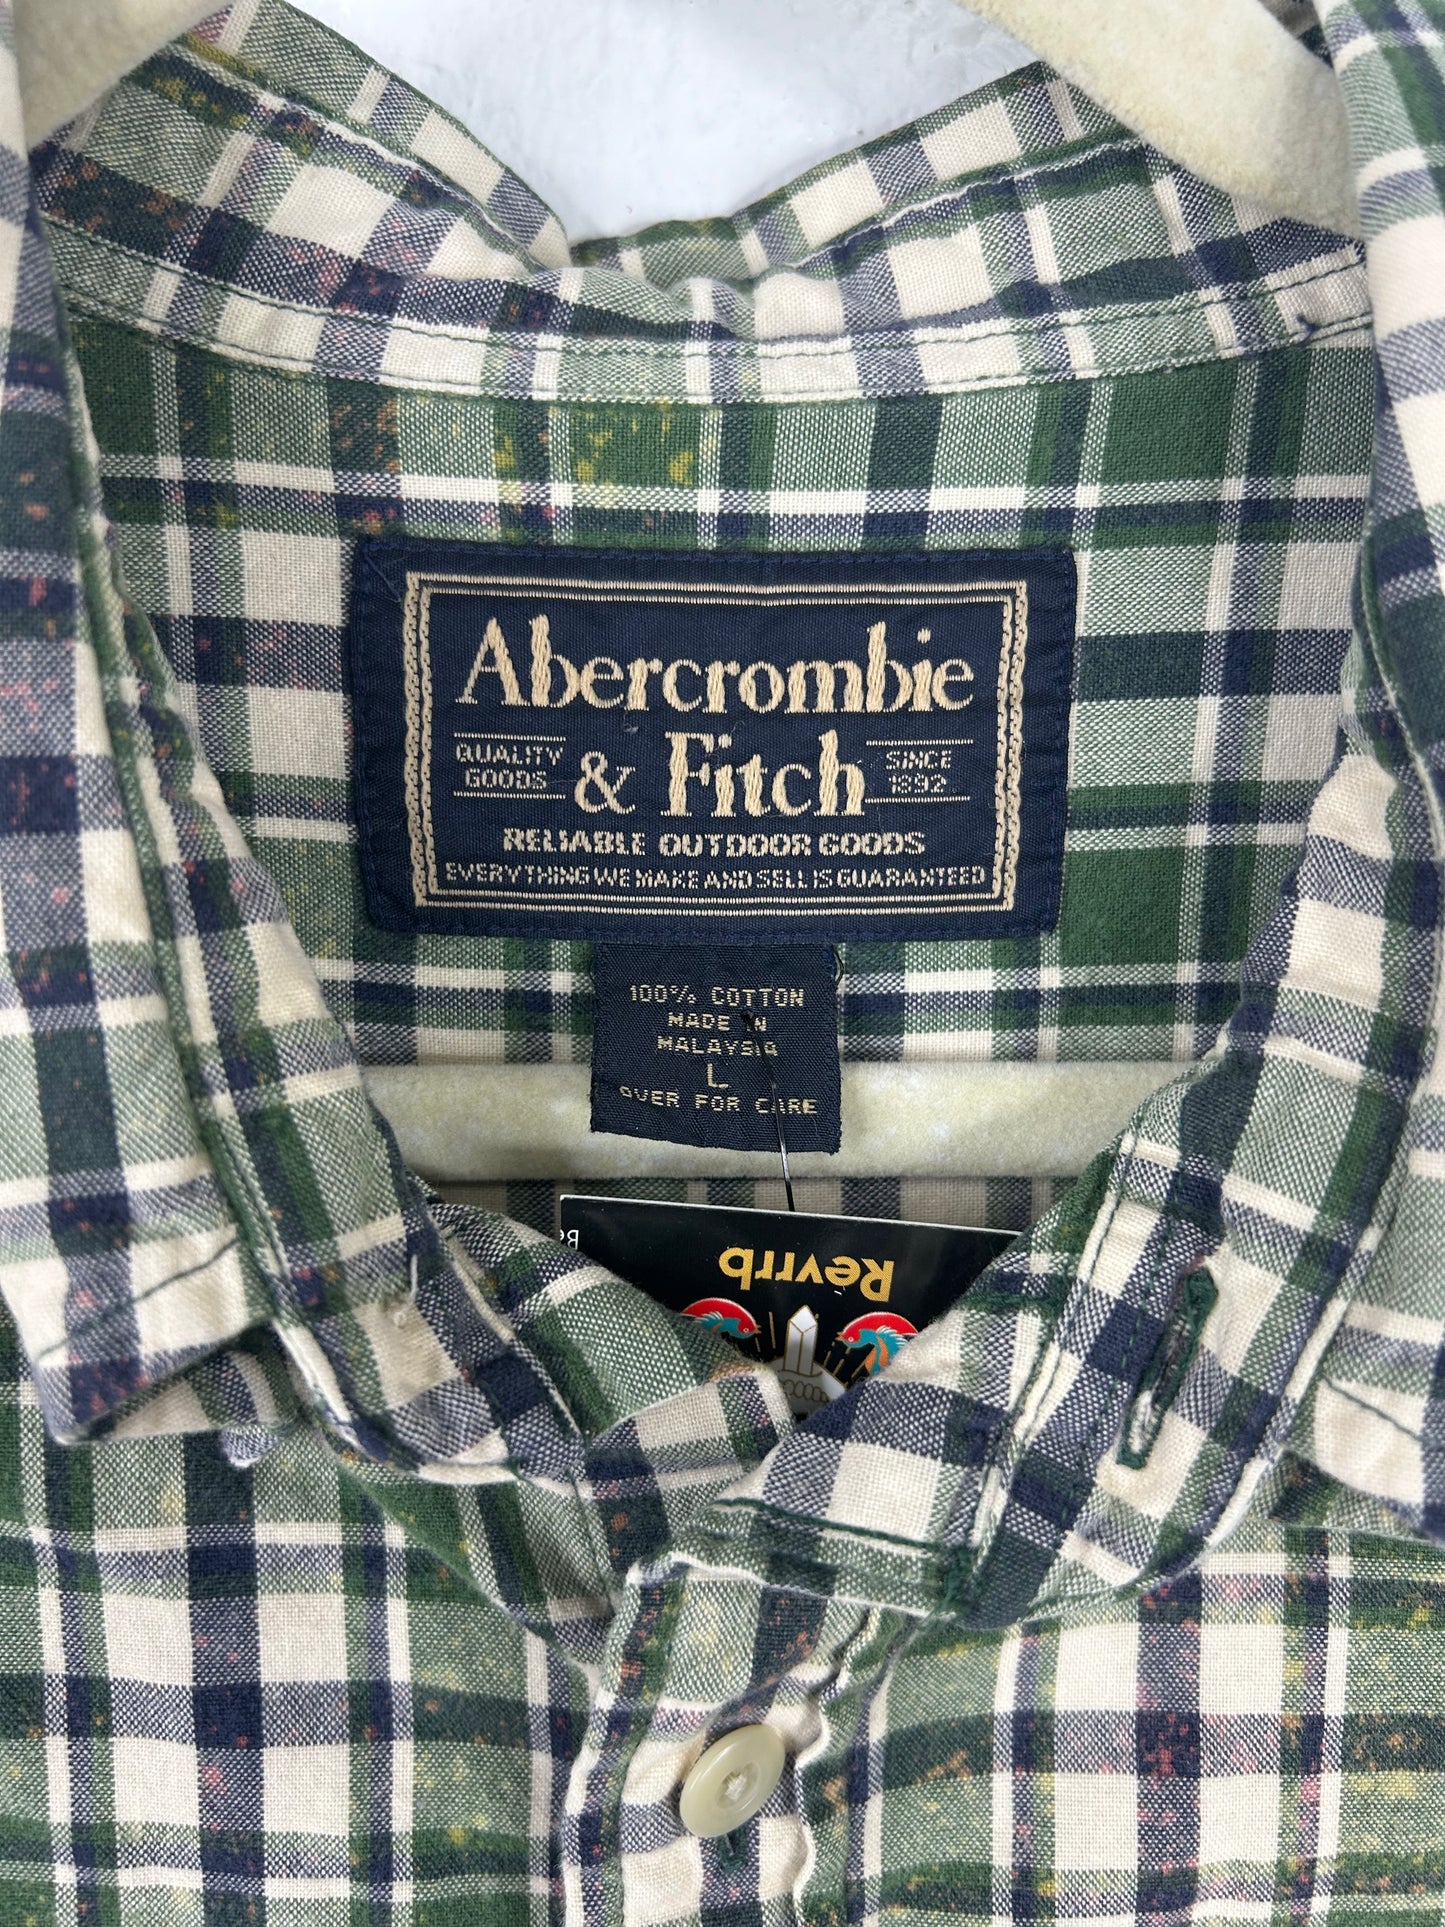 Abercrombie
QUALITY
GOODS
& Fitch
SINCE
1892
RELIABLE OUTDOOR GOODS
EVERYTHING WE MAKE AND SELL IS GUARANTEED
100% COTTON
MADE IN
MALAYSIA
L
OVER FOR CARE
Revrrb